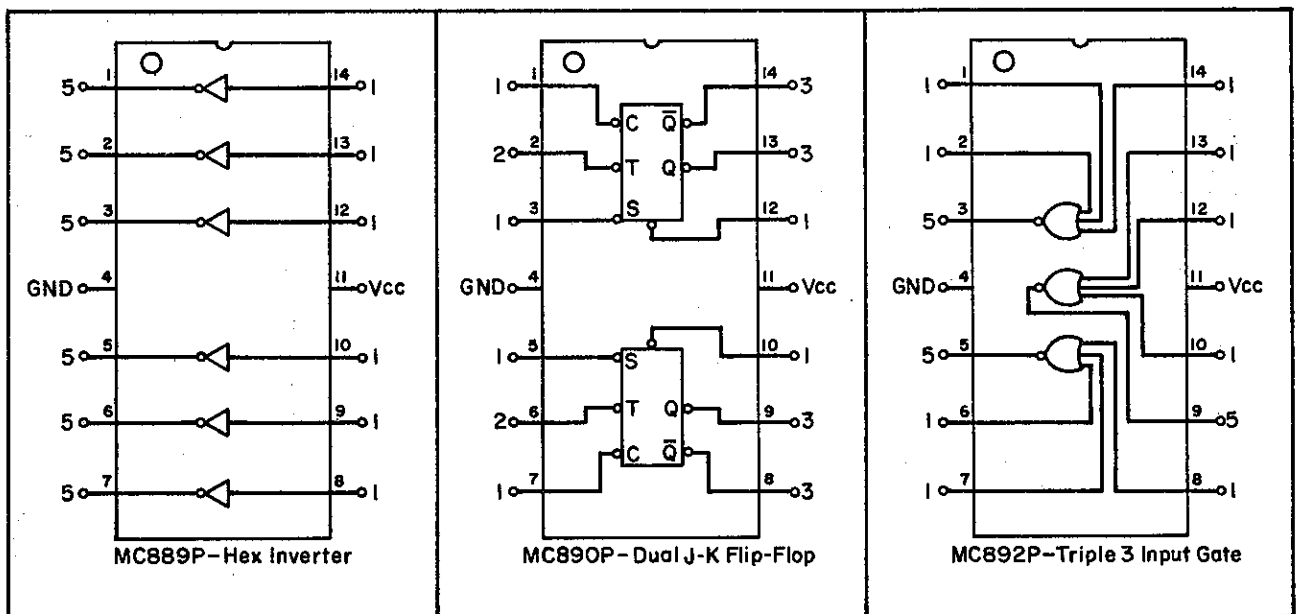 1 14
5 1
2 13
5 1
3 12
5 1
4 11
GND Vcc
5 10
5 1
6 9
5 1
7 8
5 1
MC889P-Hex Inverter
1 14
1 C Q̅ 3
2 13
2 T Q 3
3 S 12
1 1
4 11
GND Vcc
5 10
1 S 1
6 9
2 T Q 3
7 C Q̅ 8
1 3
MC890P-Dual J-K Flip-Flop
1 14
1 1
2 13
1 1
3 12
5 1
4 11
GND Vcc
5 10
5 1
6 9
1 5
7 8
1 1
MC892P-Triple 3 Input Gate